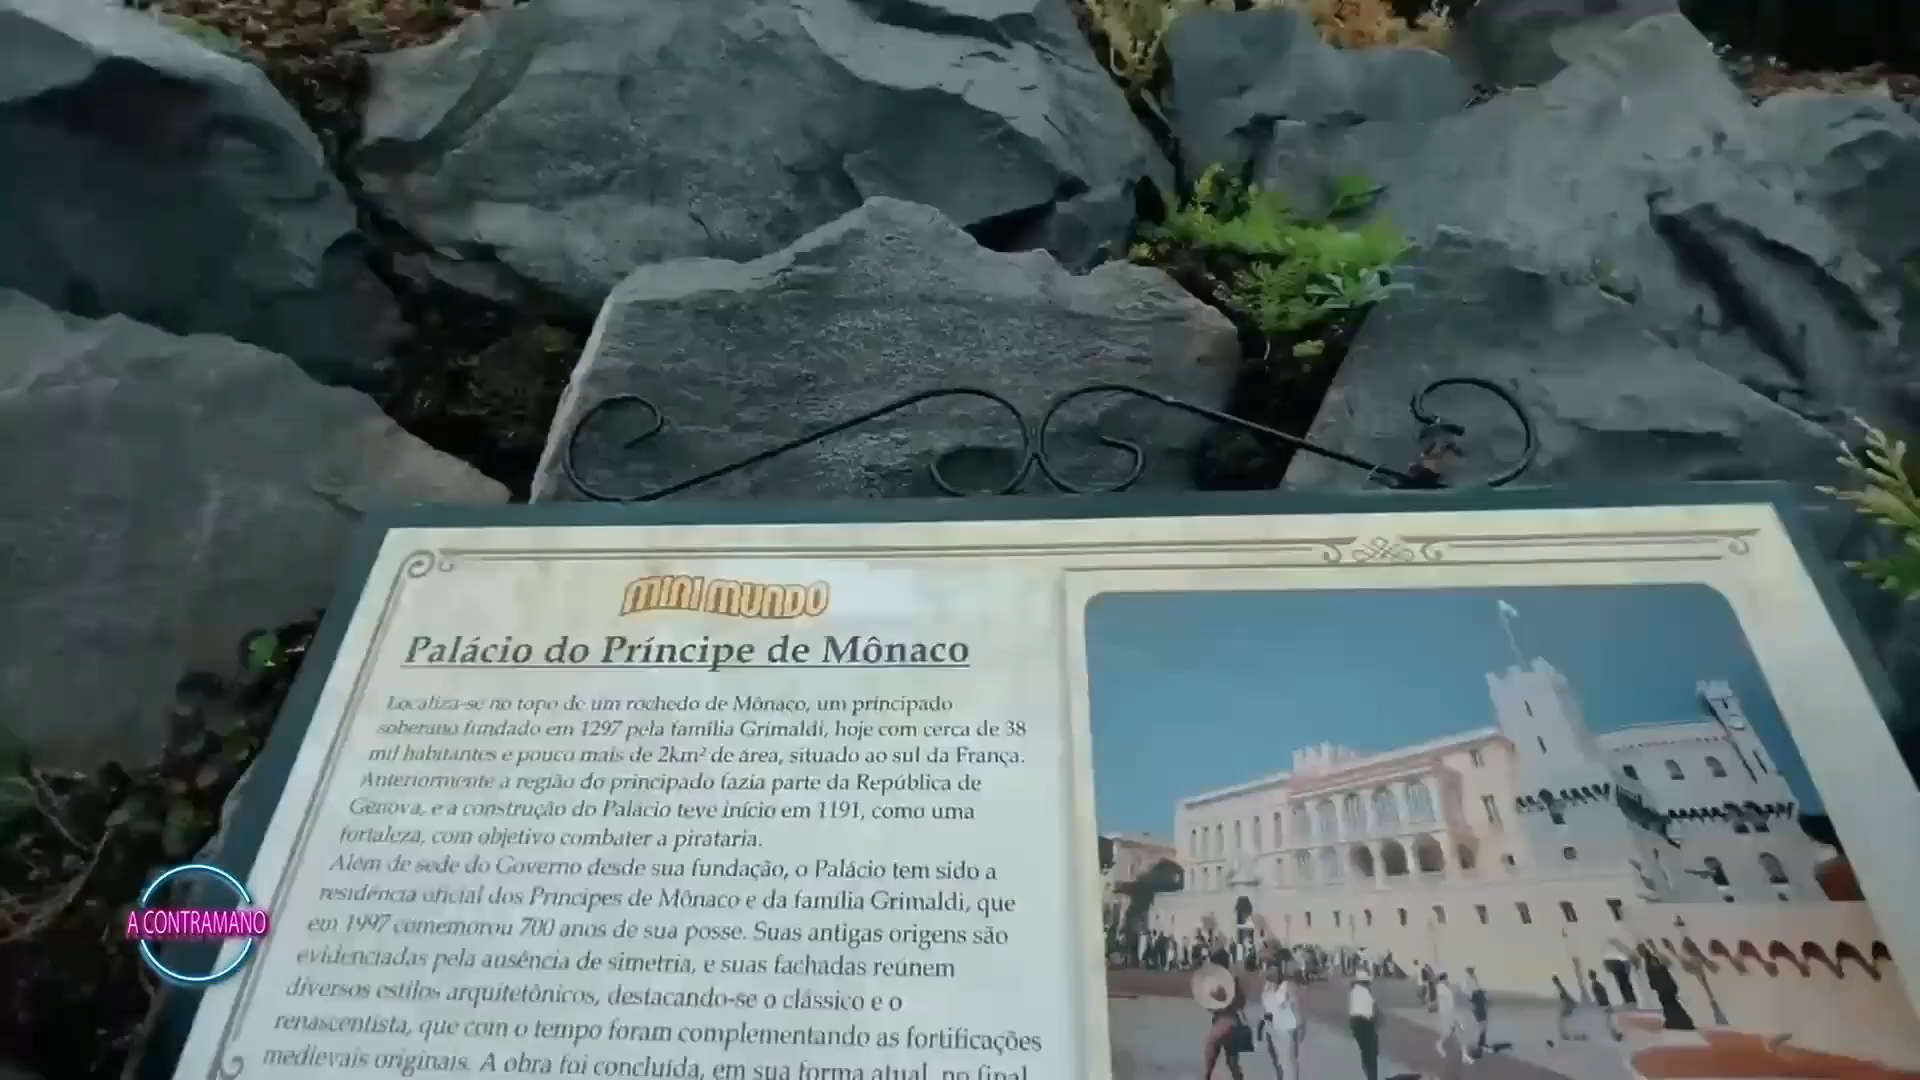 MINI MUNDO
Palácio do Príncipe de Mônaco
Localiza-se no topo de um rochedo de Mônaco, um principado
soberano fundado em 1297 pela família Grimaldi, hoje com cerca de 38
mil habitantes e pouco mais de 2km² de área, situado ao sul da França.
Anteriormente a região do principado fazia parte da República de
Gênova, e a construção do Palácio teve início em 1191, como uma
fortaleza, com objetivo combater a pirataria.
Além de sede do Governo desde sua fundação, o Palácio tem sido a
residência oficial dos Príncipes de Mônaco e da família Grimaldi, que
em 1997 comemorou 700 anos de sua posse. Suas antigas origens são
evidenciadas pela ausência de simetria, e suas fachadas reúnem
diversos estilos arquitetônicos, destacando-se o clássico e o
renascentista, que com o tempo foram complementando as fortificações
medievais originais. A obra foi concluída, em sua forma atual, no final
A CONTRAMANO